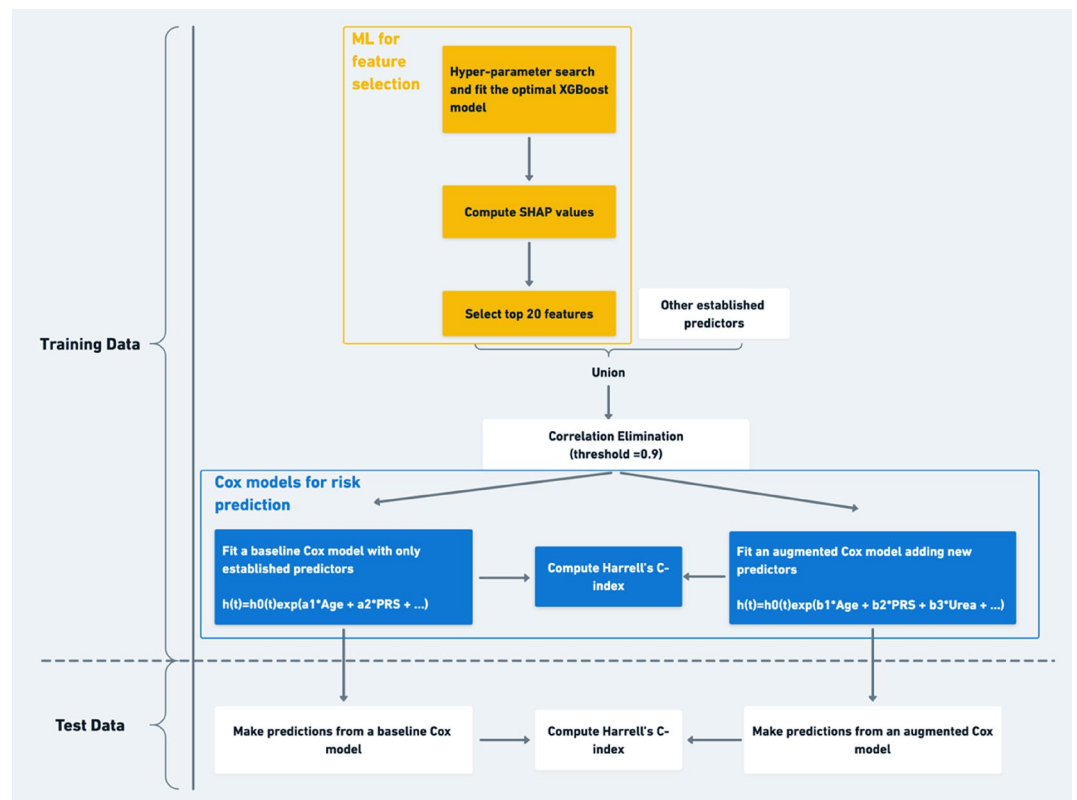 ML for
feature
selection
Hyper-parameter search
and fit the optimal XGBoost
model
Compute SHAP values
Select top 20 features
Other established
predictors
Training Data
Union
Correlation Elimination
(threshold =0.9)
Cox models for risk
prediction
Fit a baseline Cox model with only
established predictors
h(t)=h0(t)exp(a1*Age + a2*PRS + ...)
Compute Harrell's C-
index
Fit an augmented Cox model adding new
predictors
h(t)=h0(t)exp(b1*Age + b2*PRS + b3*Urea + ...)
Test Data
Make predictions from a baseline Cox
model
Compute Harrell's C-
index
Make predictions from an augmented Cox
model